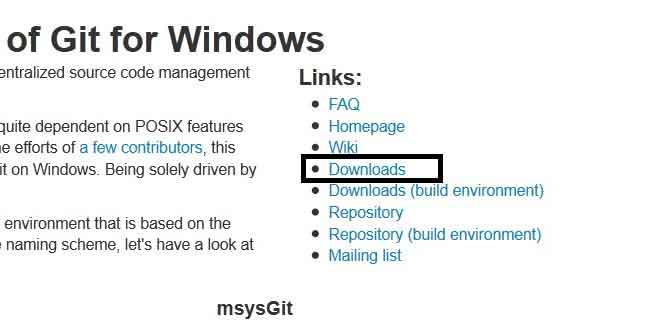 of Git for Windows
entralized source code management
quite dependent on POSIX features
e efforts of a few contributors, this
it on Windows. Being solely driven by
environment that is based on the
naming scheme, let's have a look at
Links:
FAQ
Homepage
Wiki
Downloads
Downloads (build environment)
Repository
Repository (build environment)
Mailing list
msysGit